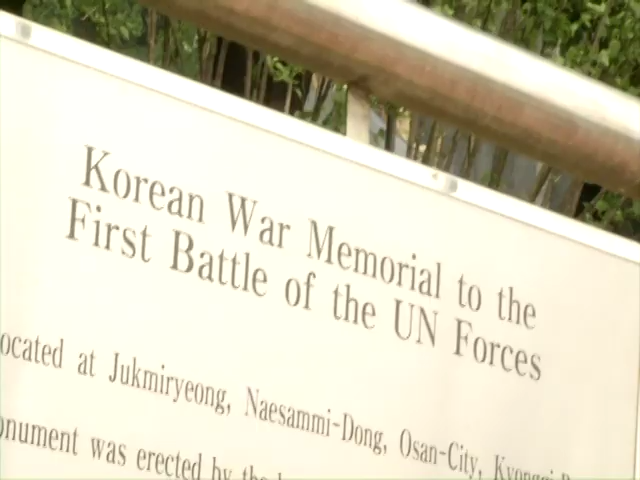 Korean War Memorial to the
First Battle of the UN Forces
ocated at Jukmiryeong, Naesammi-Dong, Osan-City,
onument was erected by the